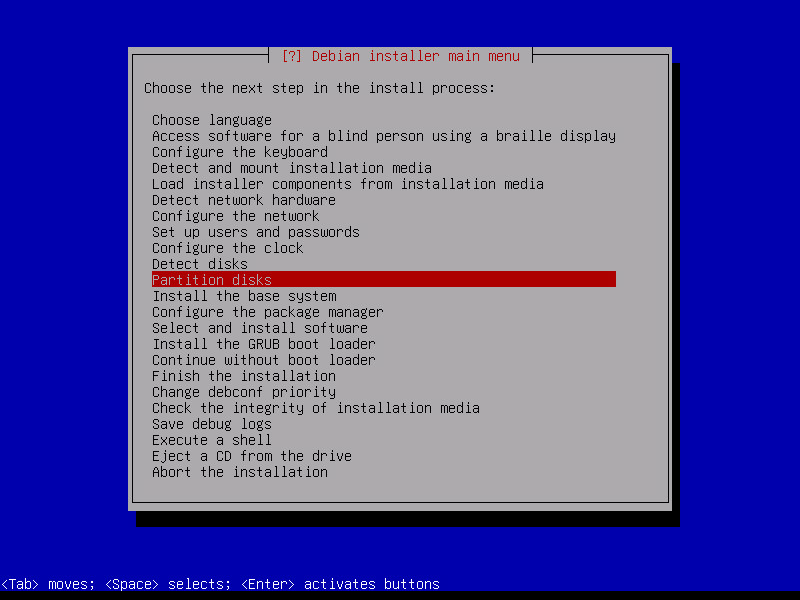 [?] Debian installer main menu
Choose the next step in the install process:
Choose language
Access software for a blind person using a braille display
Configure the keyboard
Detect and mount installation media
Load installer components from installation media
Detect network hardware
Configure the network
Set up users and passwords
Configure the clock
Detect disks
Partition disks
Install the base system
Configure the package manager
Select and install software
Install the GRUB boot loader
Continue without boot loader
Finish the installation
Change debconf priority
Check the integrity of installation media
Save debug logs
Execute a shell
Eject a CD from the drive
Abort the installation
<Tab> moves; <Space> selects; <Enter> activates buttons